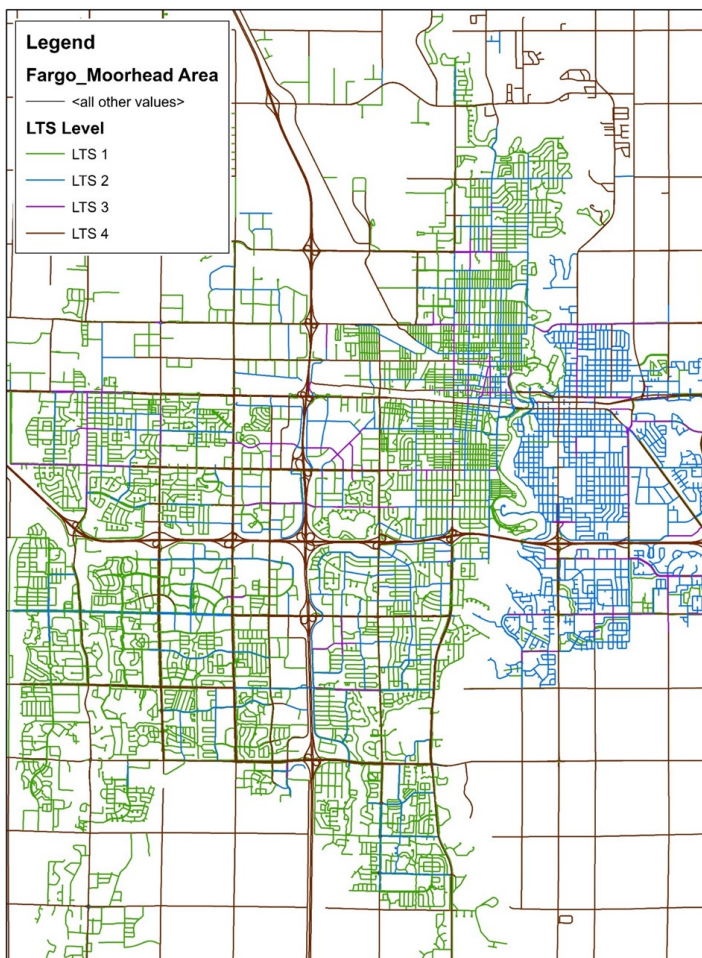 Legend
Fargo_Moorhead Area
<all other values>
LTS Level
LTS 1
LTS 2
LTS 3
LTS 4